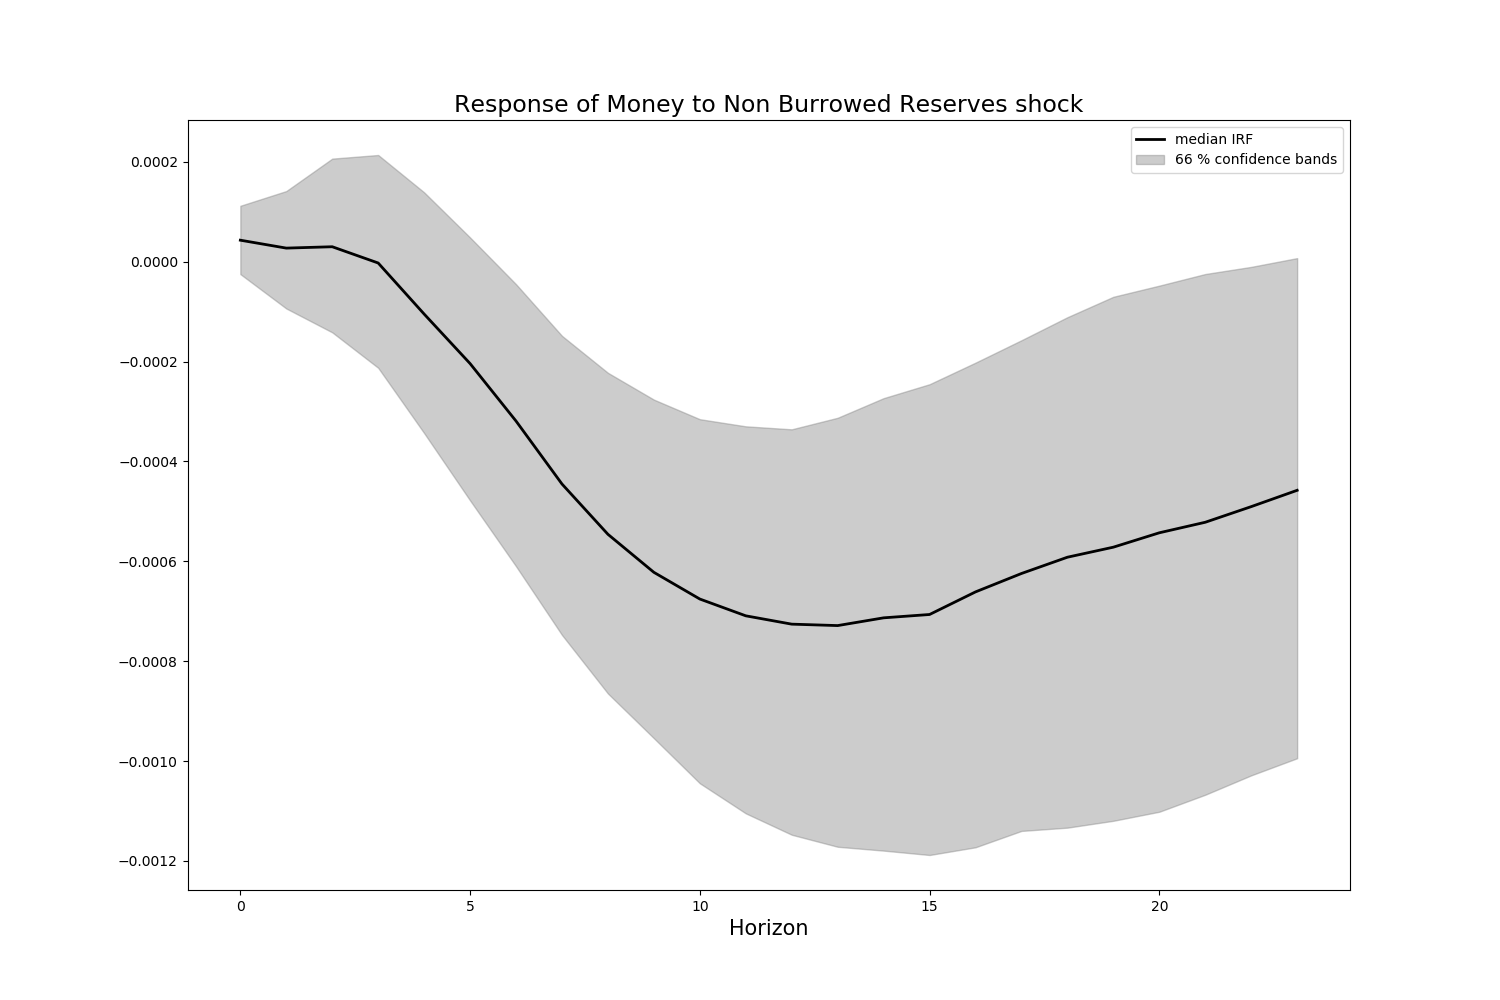 Response of Money to Non Burrowed Reserves shock
median IRF
66 % confidence bands
0.0002
0.0000
−0.0002
−0.0004
−0.0006
−0.0008
−0.0010
−0.0012
0 5 10 15 20
Horizon